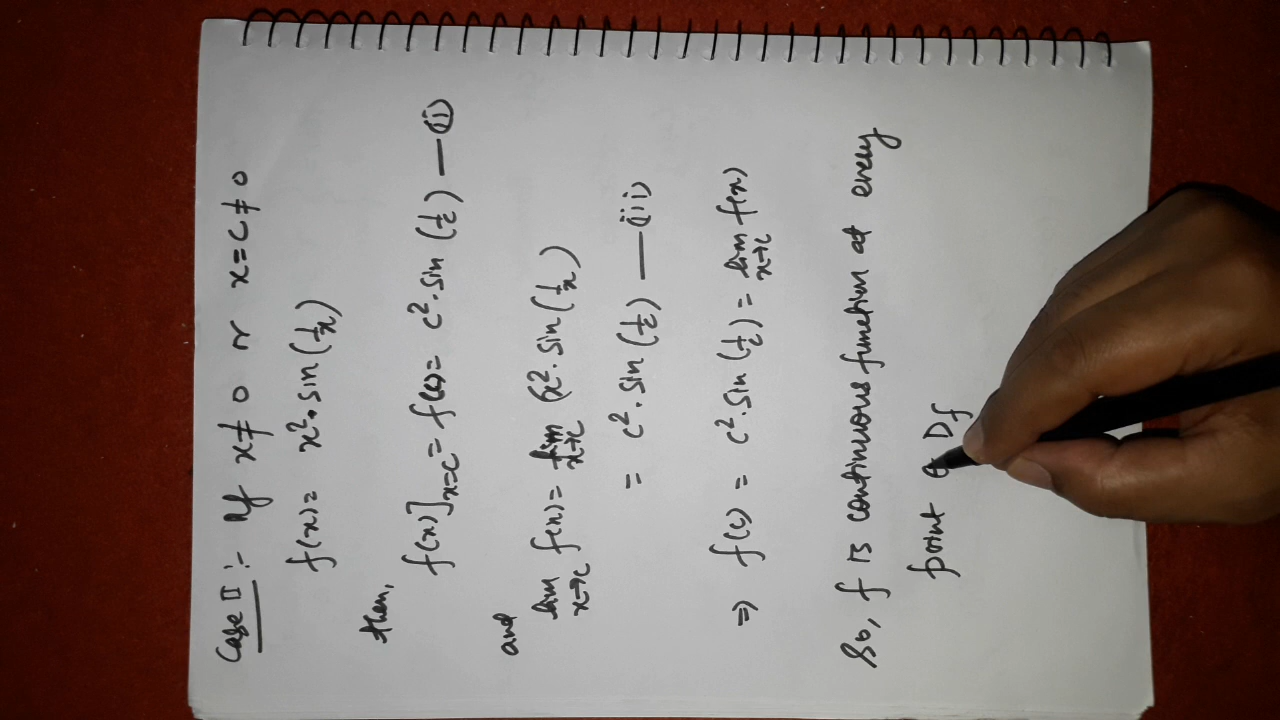 Case II :- If x ≠ 0 or x = c ≠ 0
f(x) = x². sin (1/x)
then,
f(x)]x=c = f(c) = c². sin (1/c) — (ii)
and
lim x→c f(x) = lim x→c (x². sin (1/x)
= c². sin (1/c) — (iii)
⇒ f(c) = c². sin (1/c) = lim x→c f(x)
So, f is continuous function at every
point ∈ Df